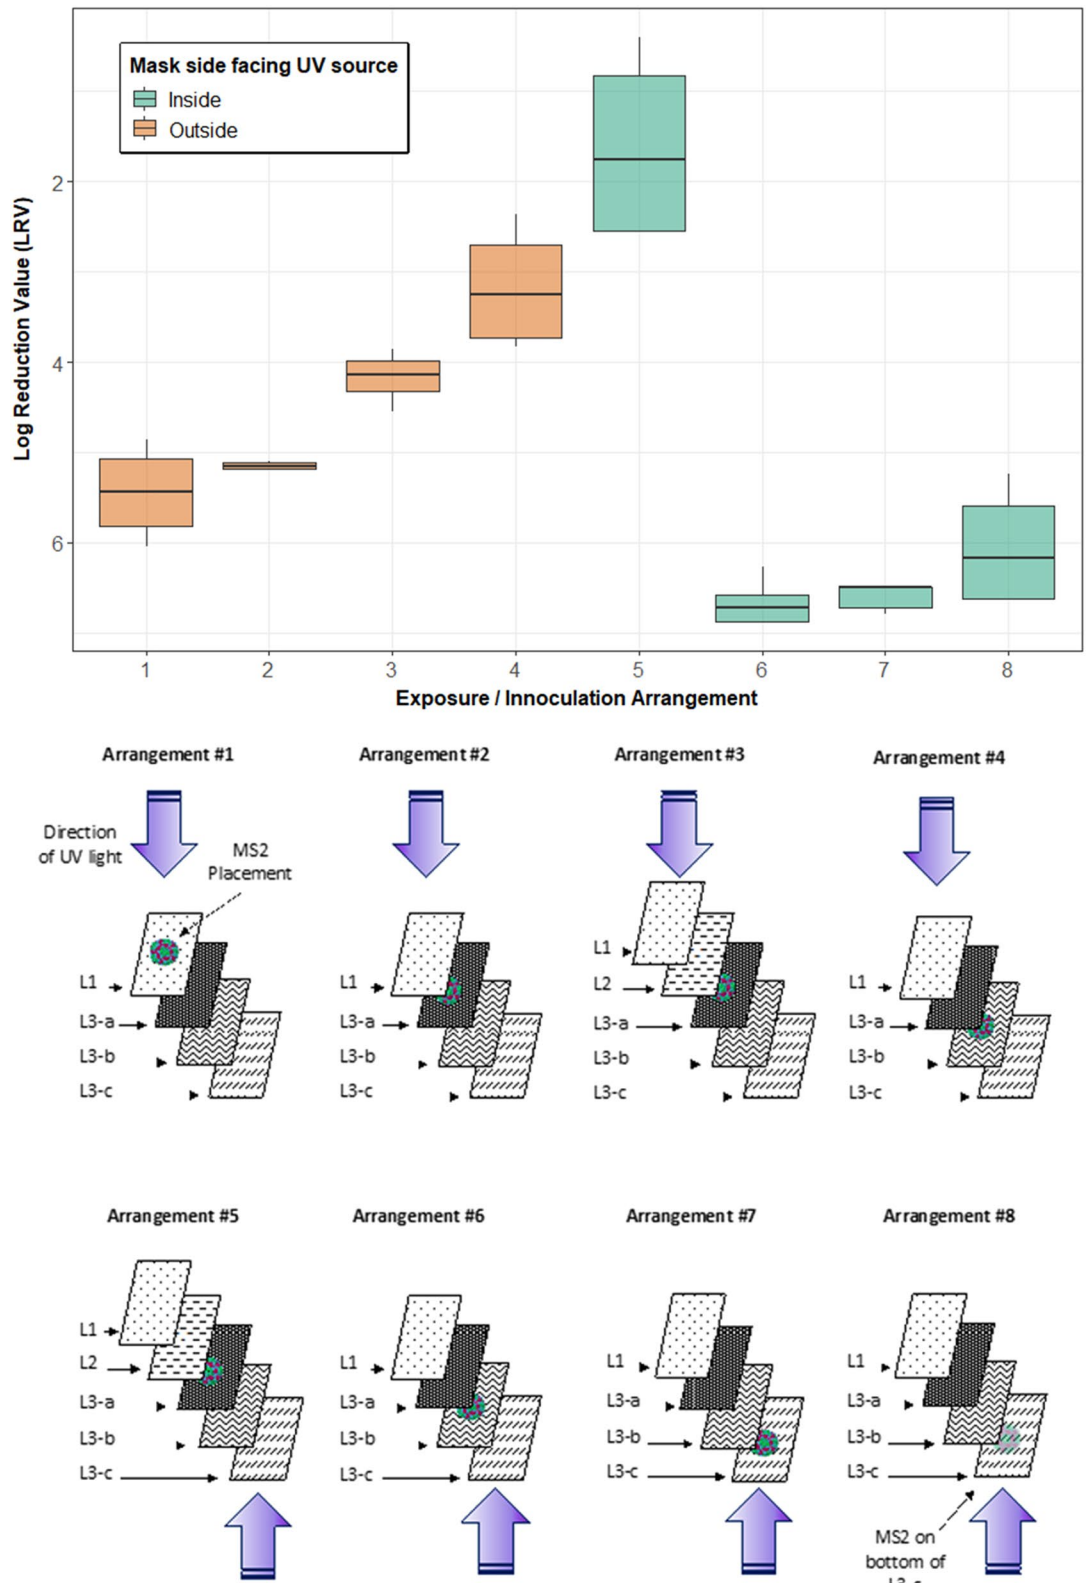 Mask side facing UV source
Inside
Outside
Log Reduction Value (LRV)
2
4
6
1
2
3
4
5
6
7
8
Exposure / Innoculation Arrangement
Arrangement #1
Arrangement #2
Arrangement #3
Arrangement #4
Direction
of UV light
MS2
Placement
L1
L3-a
L3-b
L3-c
L1
L3-a
L3-b
L3-c
L1
L2
L3-a
L3-b
L3-c
L1
L3-a
L3-b
L3-c
Arrangement #5
Arrangement #6
Arrangement #7
Arrangement #8
L1
L2
L3-a
L3-b
L3-c
L1
L3-a
L3-b
L3-c
L1
L3-a
L3-b
L3-c
L1
L3-a
L3-b
L3-c
MS2 on
bottom of